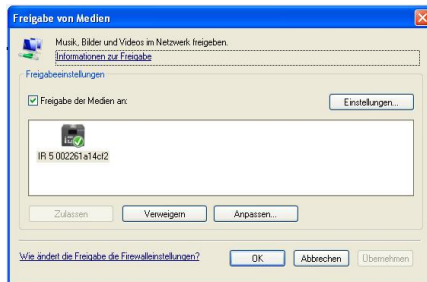 Freigabe von Medien
Musik, Bilder und Videos im Netzwerk freigeben.
Informationen zur Freigabe
Freigabeeinstellungen
Freigabe der Medien an:
Einstellungen...
IR 5 002261a14cf2
Zulassen
Verweigern
Anpassen...
Wie ändert die Freigabe die Firewalleinstellungen?
OK
Abbrechen
Übernehmen